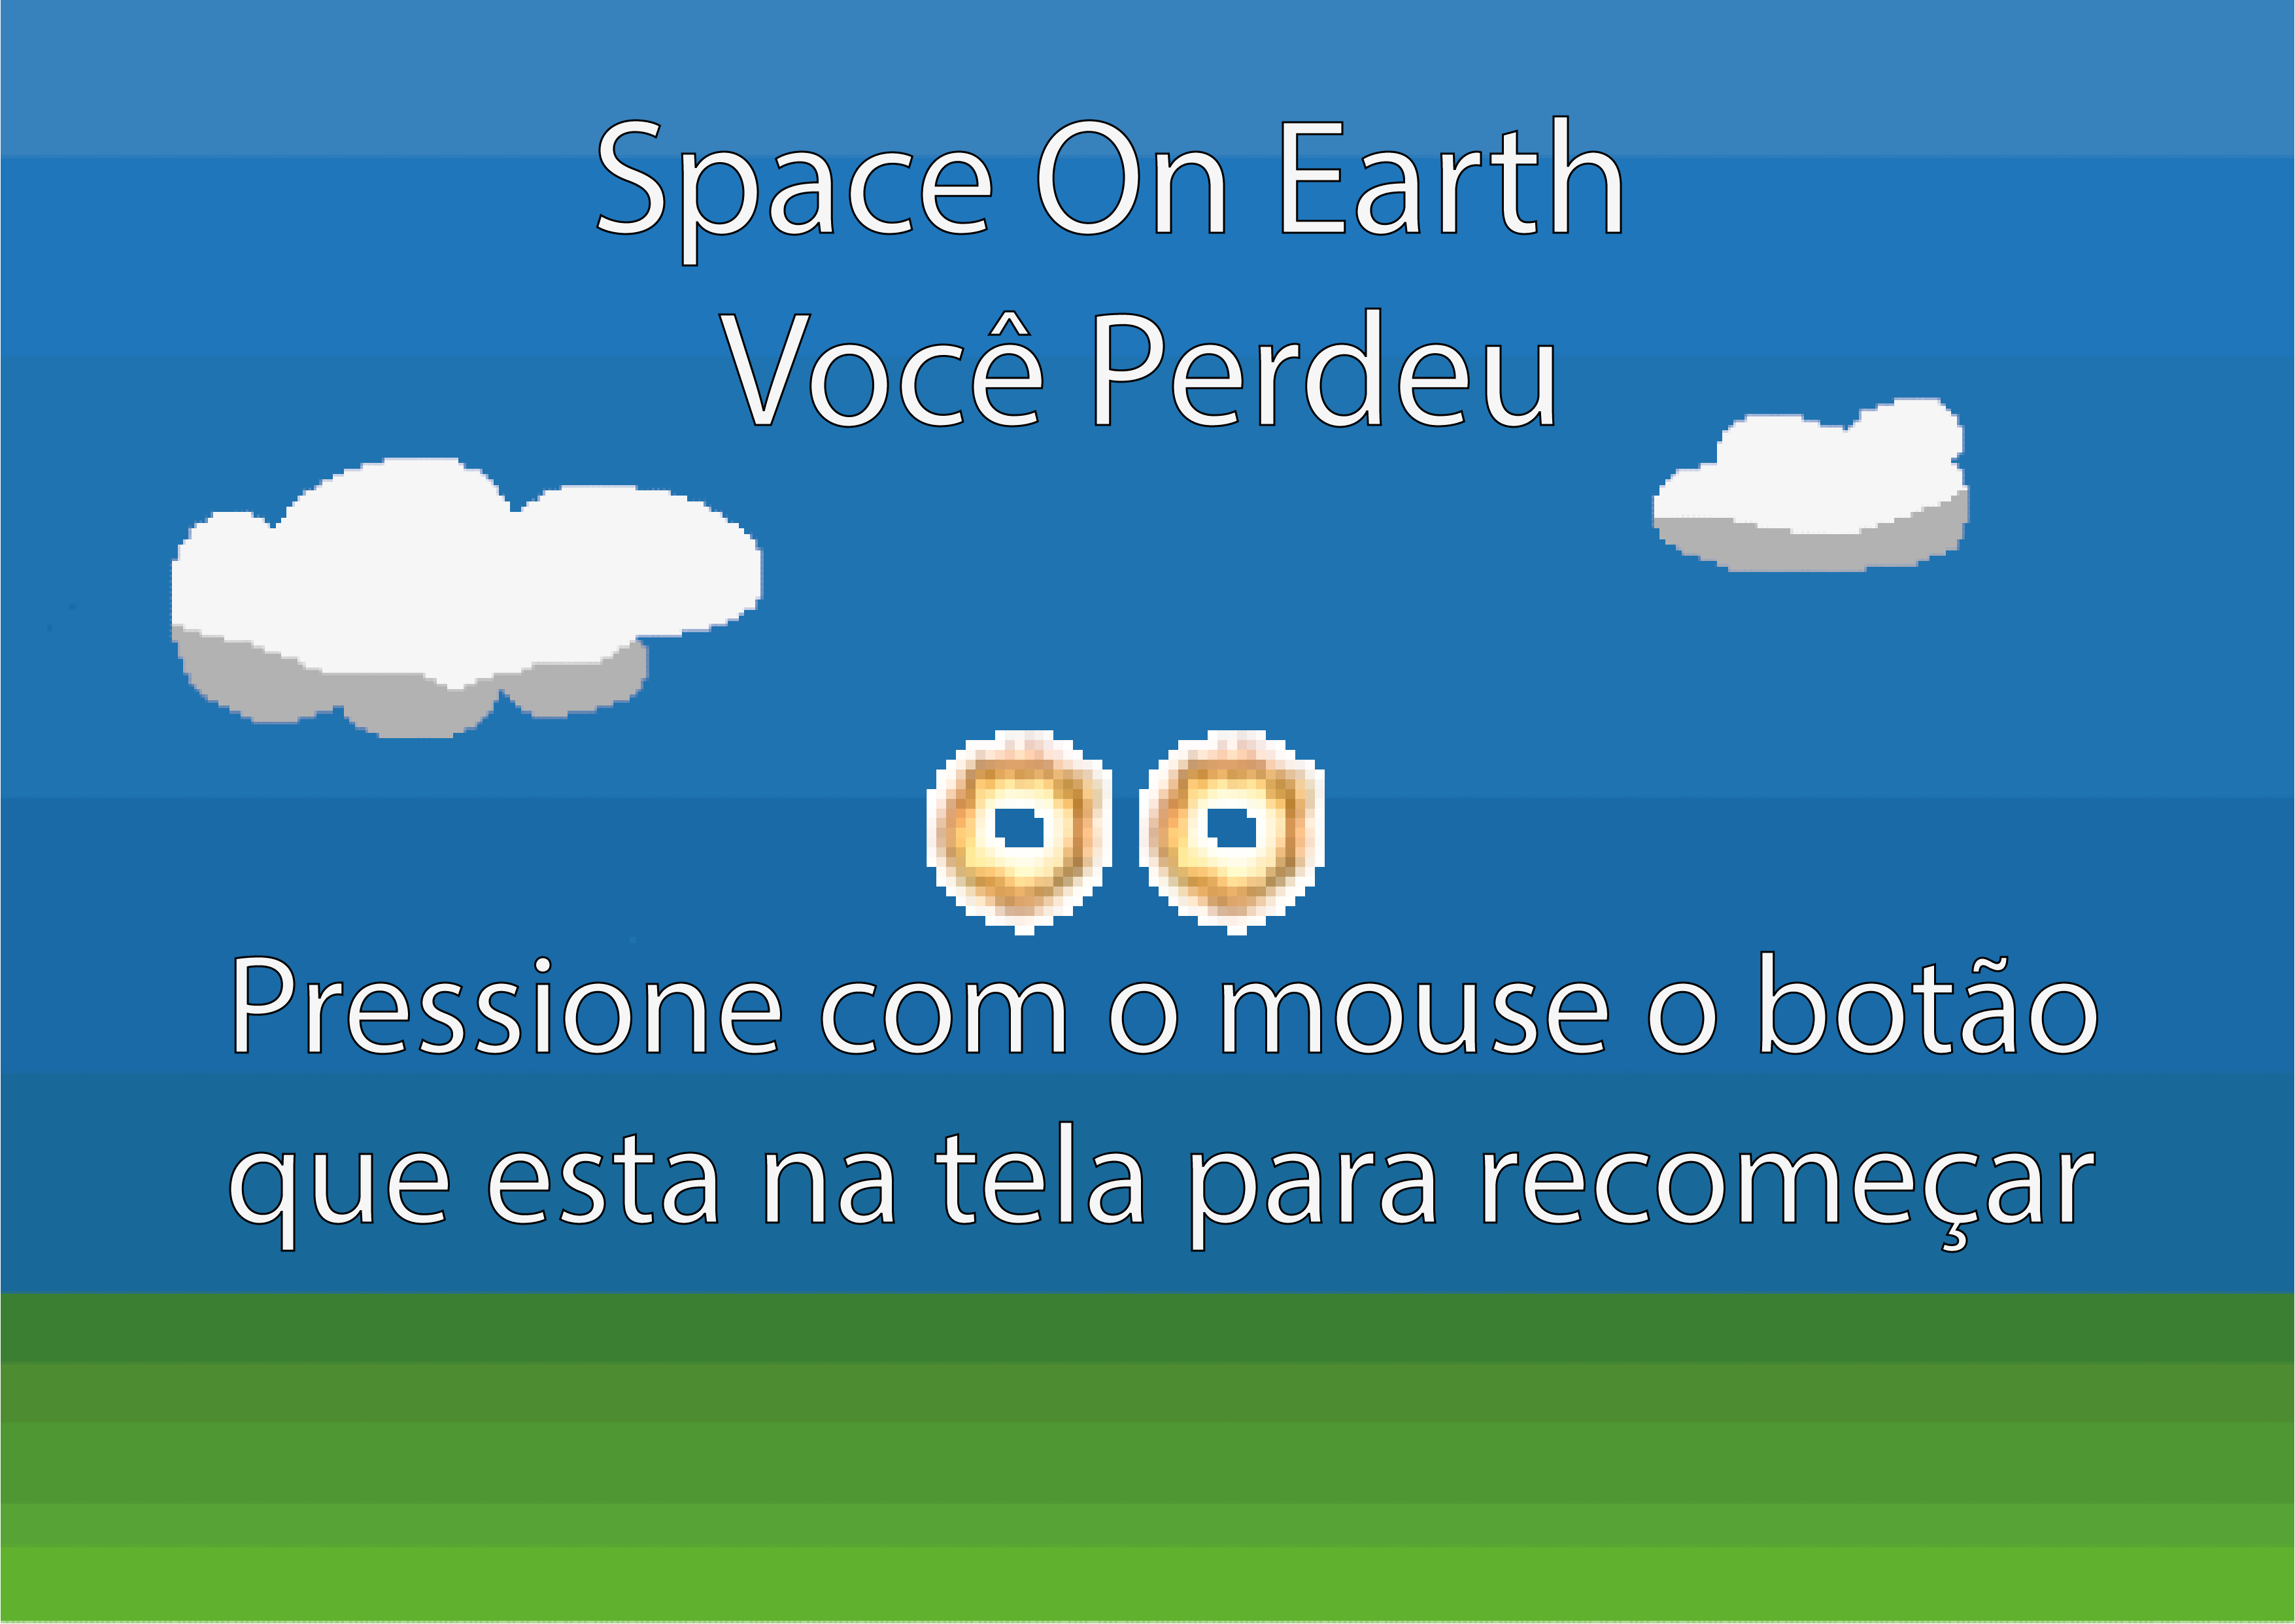 Space On Earth
Você Perdeu
Pressione com o mouse o botão
que esta na tela para recomeçar